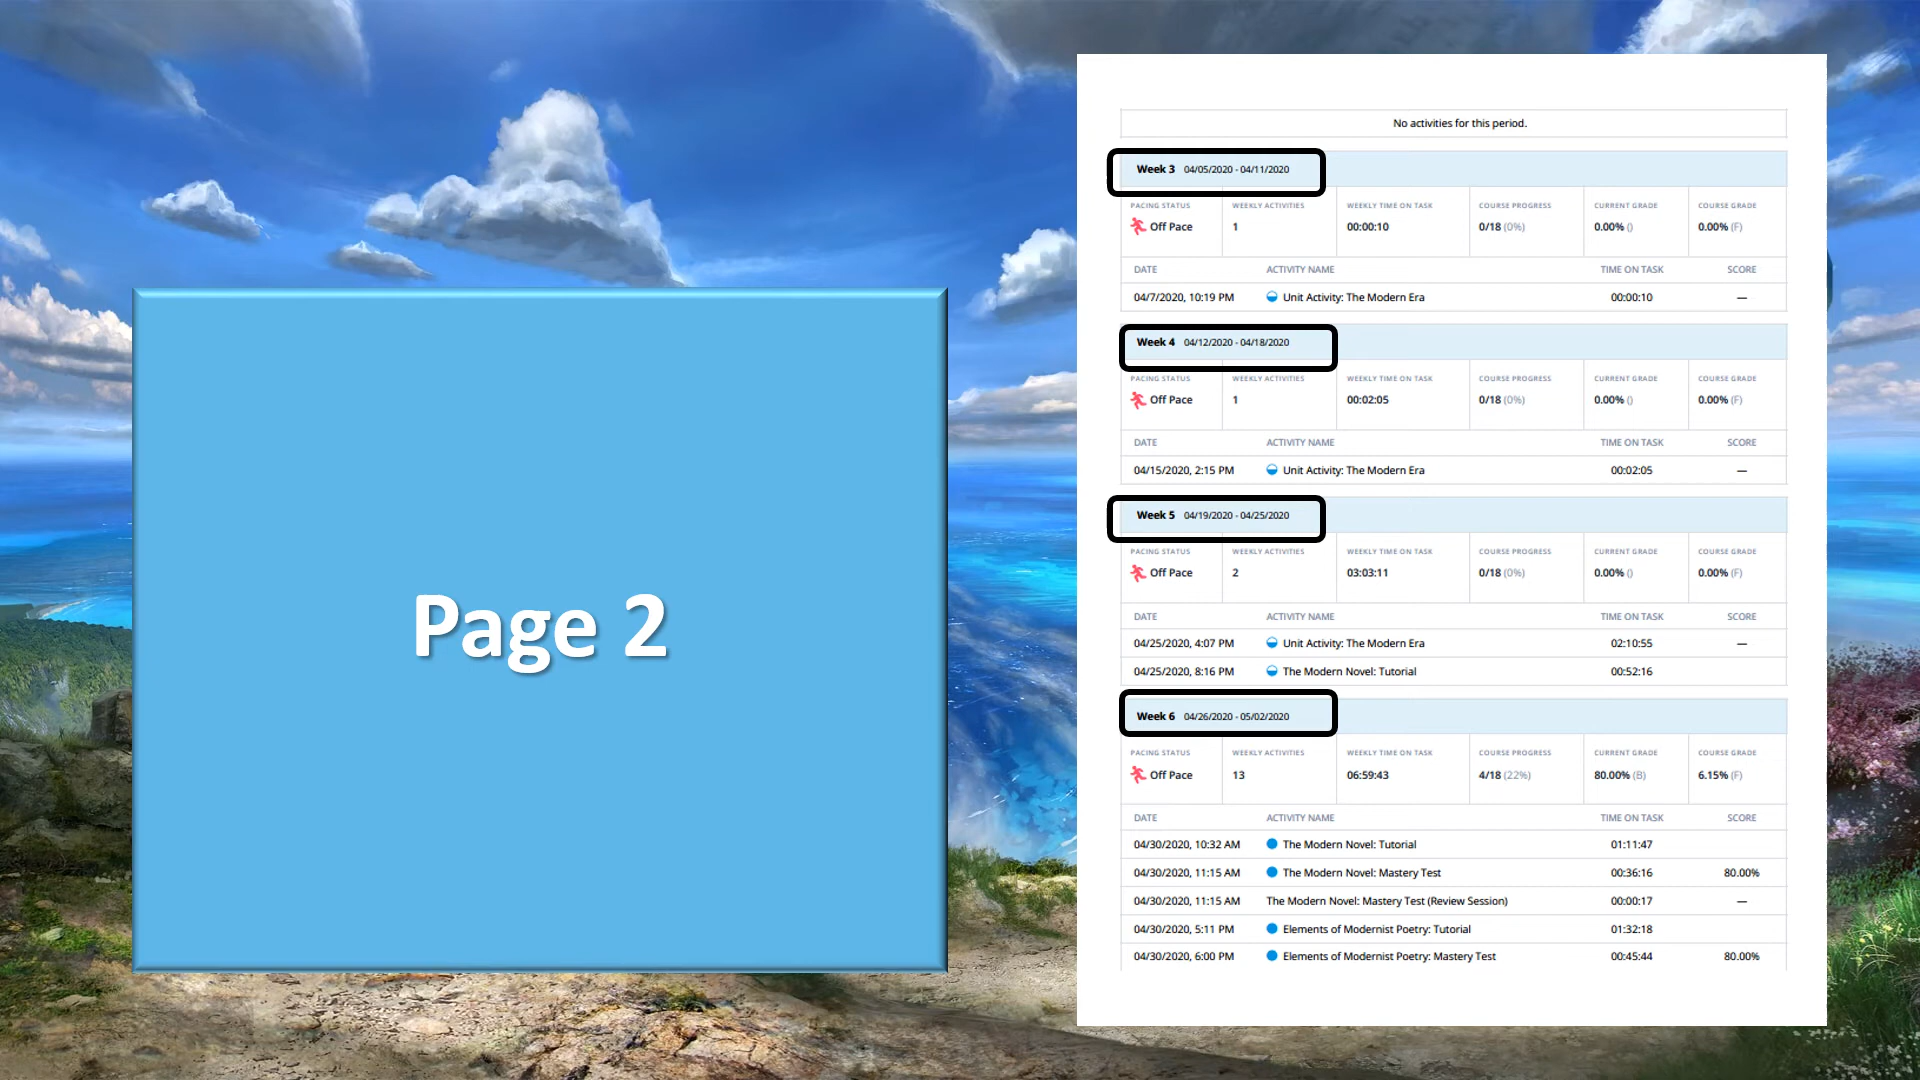 Page 2
No activities for this period.
Week 3 04/05/2020 - 04/11/2020
PACING STATUS WEEKLY ACTIVITIES WEEKLY TIME ON TASK COURSE PROGRESS CURRENT GRADE COURSE GRADE
Off Pace 1 00:00:10 0/18 (0%) 0.00% () 0.00% (F)
DATE ACTIVITY NAME TIME ON TASK SCORE
04/7/2020, 10:19 PM Unit Activity: The Modern Era 00:00:10 —
Week 4 04/12/2020 - 04/18/2020
PACING STATUS WEEKLY ACTIVITIES WEEKLY TIME ON TASK COURSE PROGRESS CURRENT GRADE COURSE GRADE
Off Pace 1 00:02:05 0/18 (0%) 0.00% () 0.00% (F)
DATE ACTIVITY NAME TIME ON TASK SCORE
04/15/2020, 2:15 PM Unit Activity: The Modern Era 00:02:05 —
Week 5 04/19/2020 - 04/25/2020
PACING STATUS WEEKLY ACTIVITIES WEEKLY TIME ON TASK COURSE PROGRESS CURRENT GRADE COURSE GRADE
Off Pace 2 03:03:11 0/18 (0%) 0.00% () 0.00% (F)
DATE ACTIVITY NAME TIME ON TASK SCORE
04/25/2020, 4:07 PM Unit Activity: The Modern Era 02:10:55 —
04/25/2020, 8:16 PM The Modern Novel: Tutorial 00:52:16
Week 6 04/26/2020 - 05/02/2020
PACING STATUS WEEKLY ACTIVITIES WEEKLY TIME ON TASK COURSE PROGRESS CURRENT GRADE COURSE GRADE
Off Pace 13 06:59:43 4/18 (22%) 80.00% (B) 6.15% (F)
DATE ACTIVITY NAME TIME ON TASK SCORE
04/30/2020, 10:32 AM The Modern Novel: Tutorial 01:11:47
04/30/2020, 11:15 AM The Modern Novel: Mastery Test 00:36:16 80.00%
04/30/2020, 11:15 AM The Modern Novel: Mastery Test (Review Session) 00:00:17 —
04/30/2020, 5:11 PM Elements of Modernist Poetry: Tutorial 01:32:18
04/30/2020, 6:00 PM Elements of Modernist Poetry: Mastery Test 00:45:44 80.00%